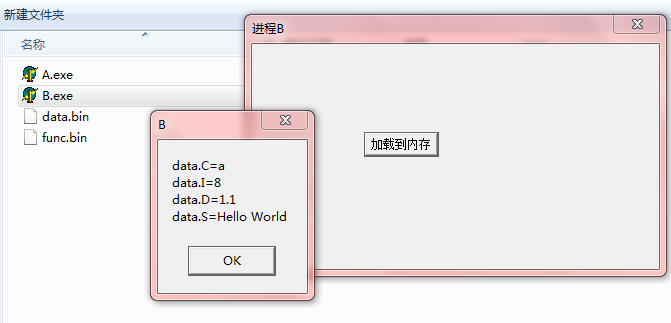 新建文件夹
名称
A.exe
B.exe
data.bin
func.bin
进程B
加载到内存
B
data.C=a
data.I=8
data.D=1.1
data.S=Hello World
OK